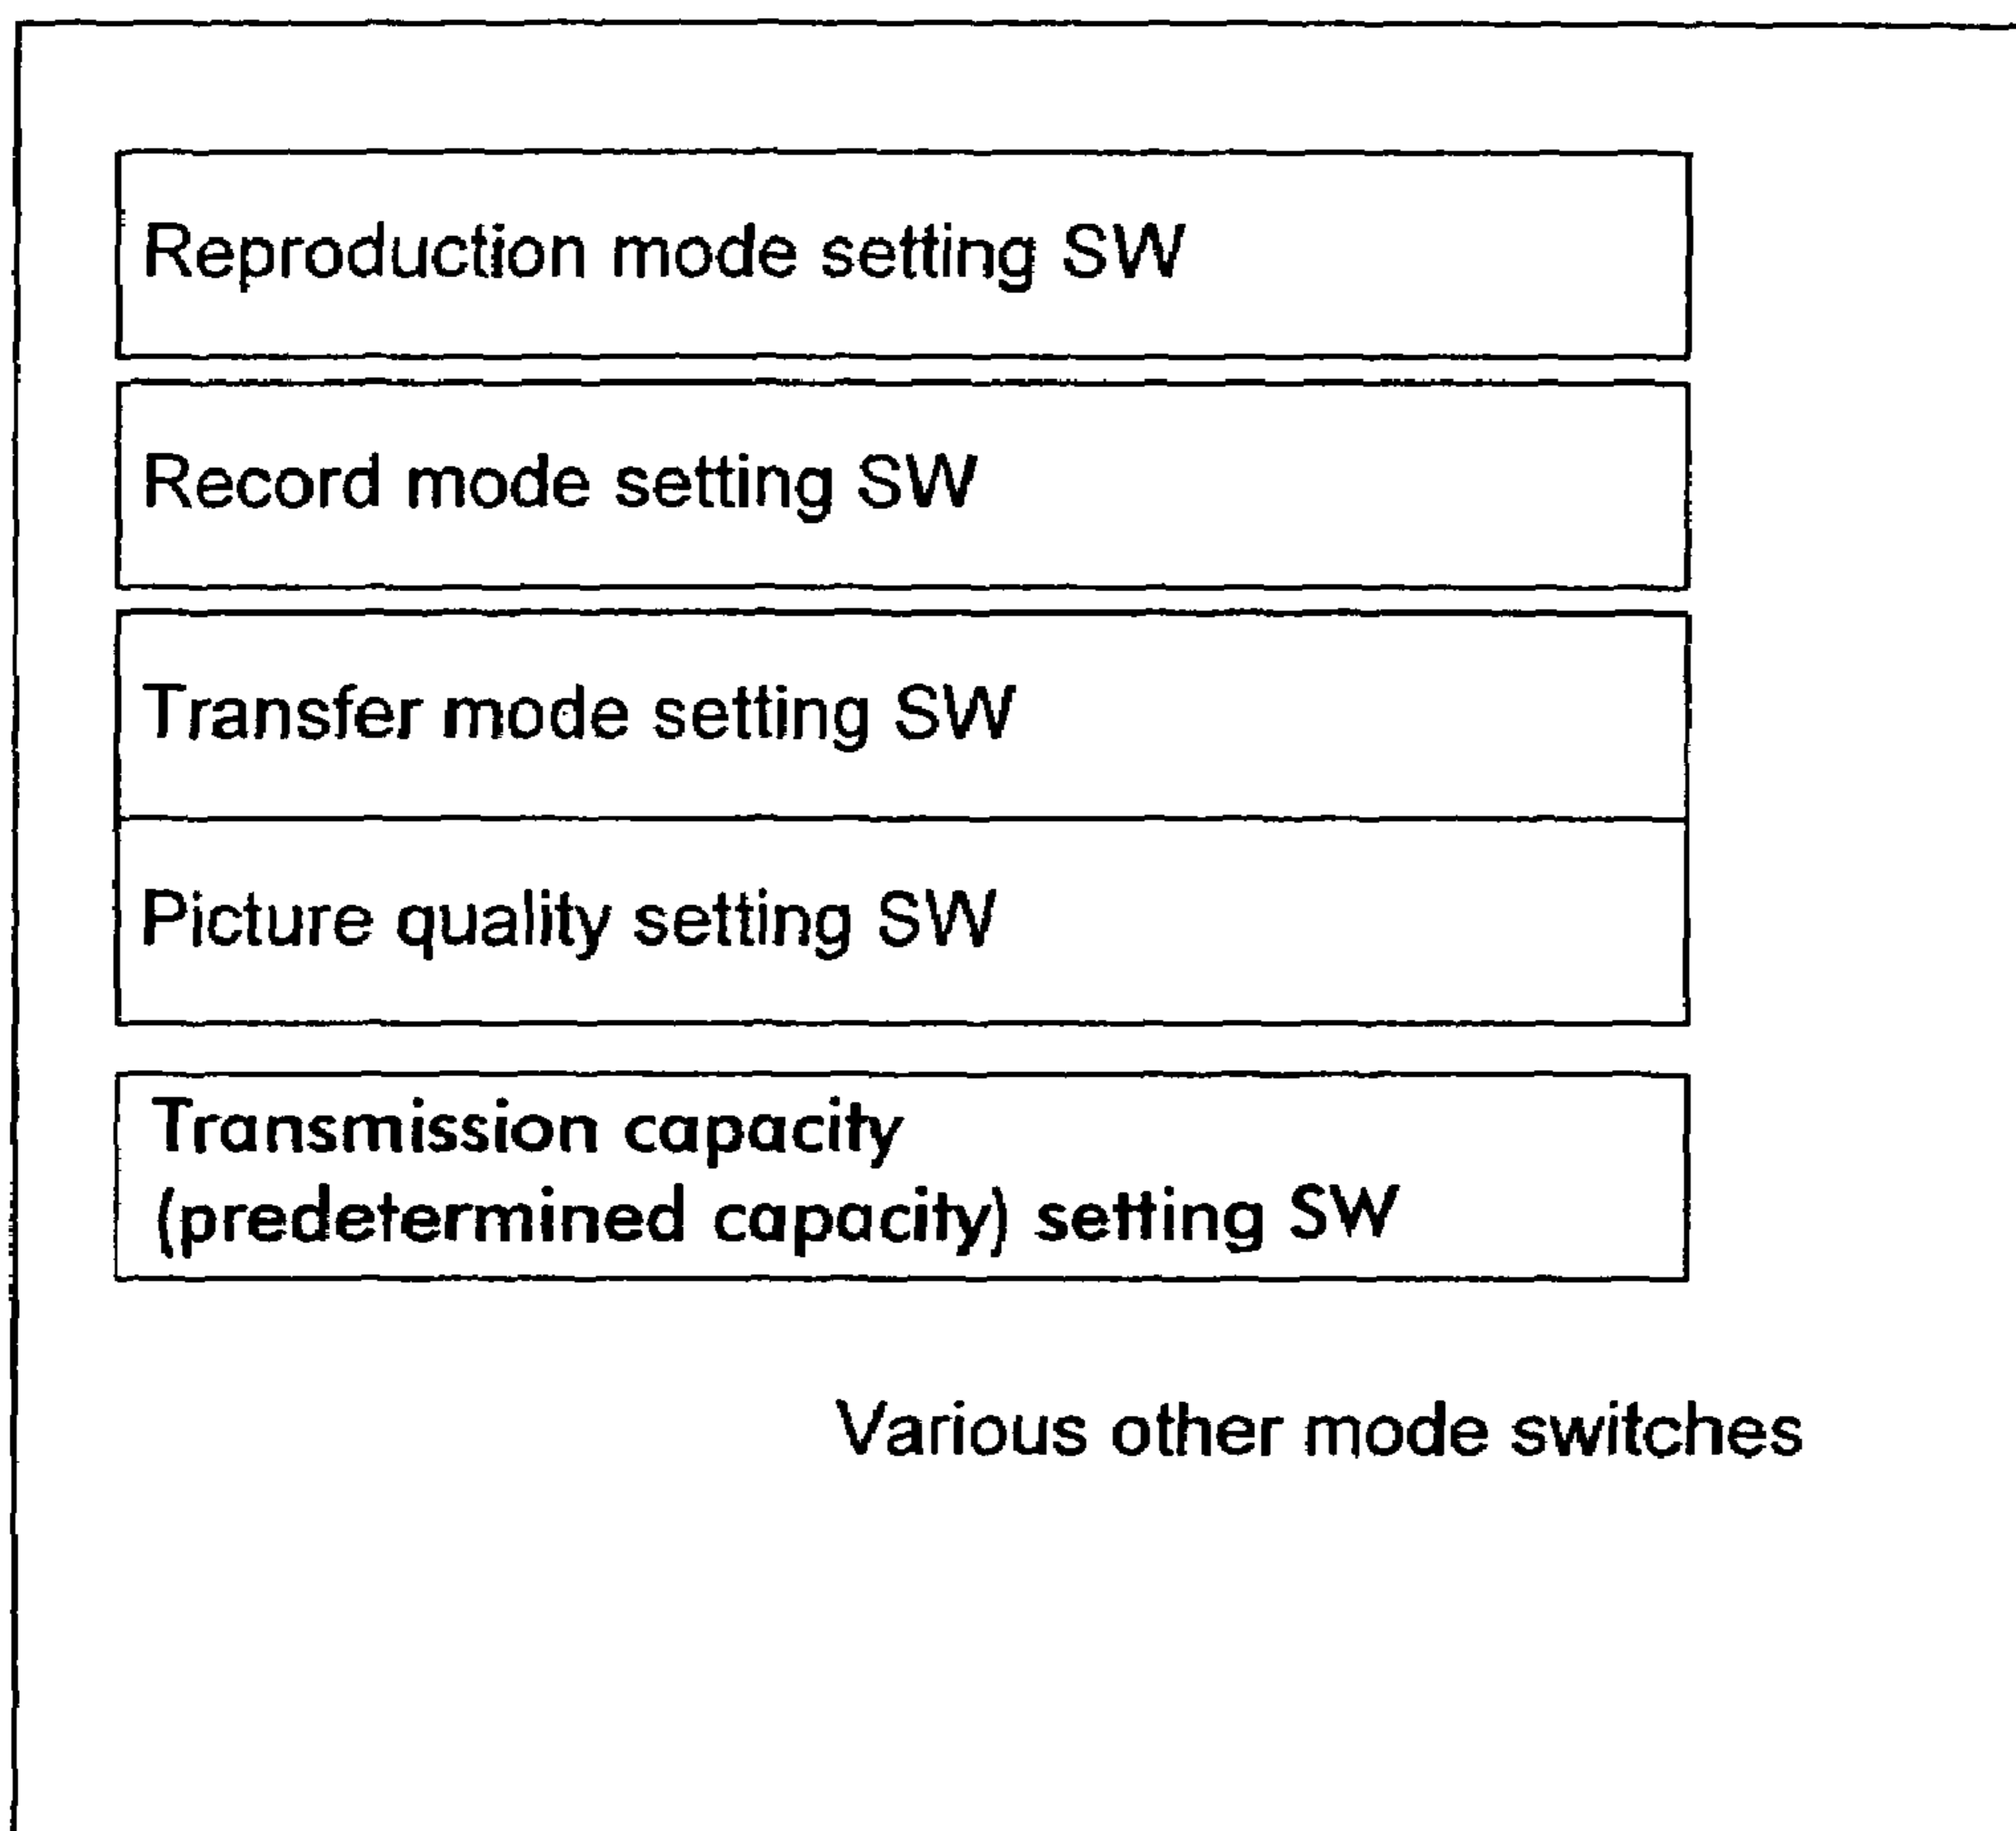 Reproduction mode setting SW
Record mode setting SW
Transfer mode setting SW
Picture quality setting SW
Transmission capacity
(predetermined capacity) setting SW
Various other mode switches